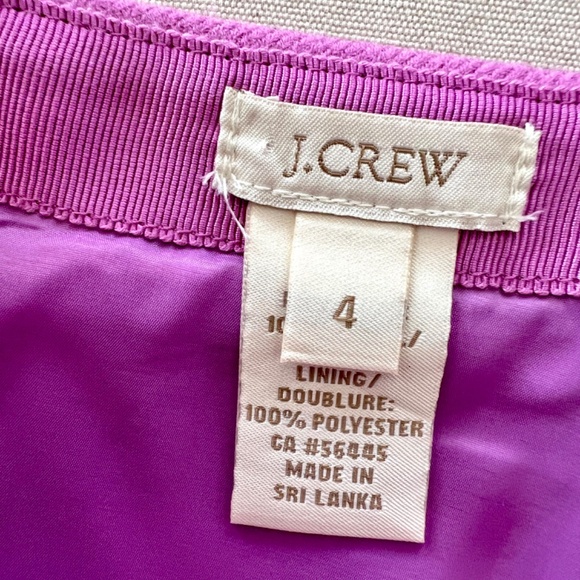 J.CREW
4
LINING/
DOUBLURE:
100% POLYESTER
CA #56445
MADE IN
SRI LANKA